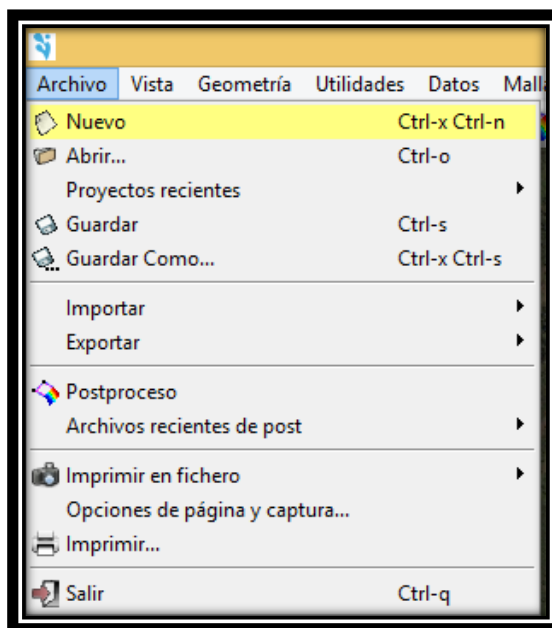 Archivo Vista Geometría Utilidades Datos Malla
Nuevo Ctrl-x Ctrl-n
Abrir... Ctrl-o
Proyectos recientes
Guardar Ctrl-s
Guardar Como... Ctrl-x Ctrl-s
Importar
Exportar
Postproceso
Archivos recientes de post
Imprimir en fichero
Opciones de página y captura...
Imprimir...
Salir Ctrl-q